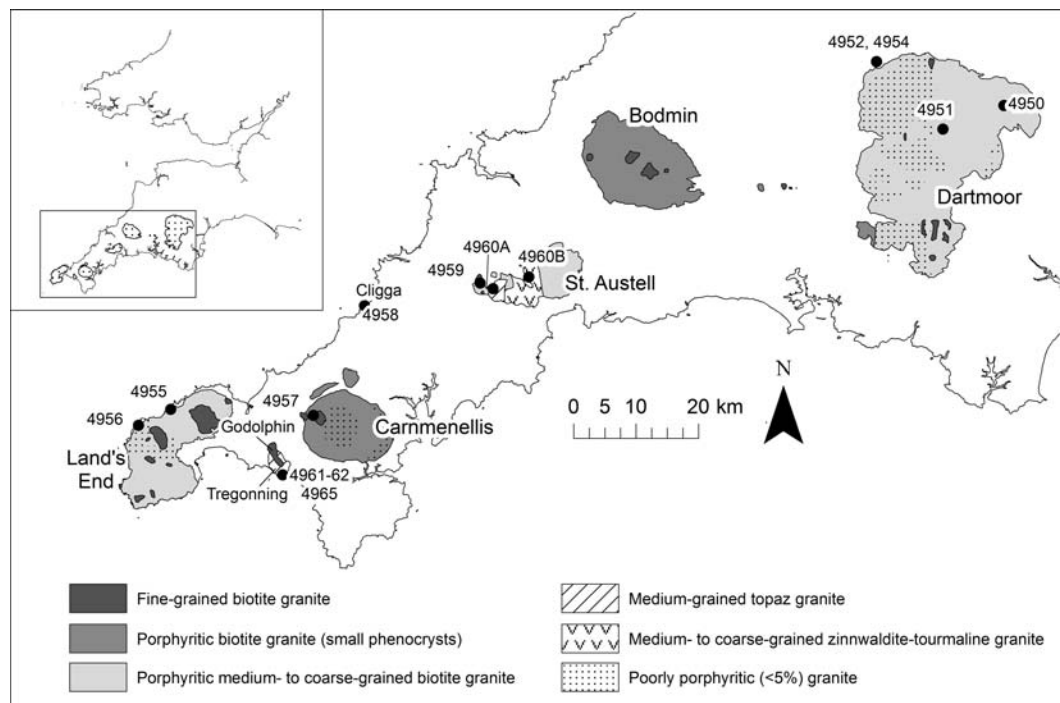 4952, 4954
4950
4951
Bodmin
Dartmoor
4960A
4960B
4959
St. Austell
Cligga
4958
N
0 5 10 20 km
4955
4957
4956
Godolphin
Carnmenellis
Land's
End
Tregonning
4961-62
4965
Fine-grained biotite granite
Porphyritic biotite granite (small phenocrysts)
Porphyritic medium- to coarse-grained biotite granite
Medium-grained topaz granite
Medium- to coarse-grained zinnwaldite-tourmaline granite
Poorly porphyritic (<5%) granite